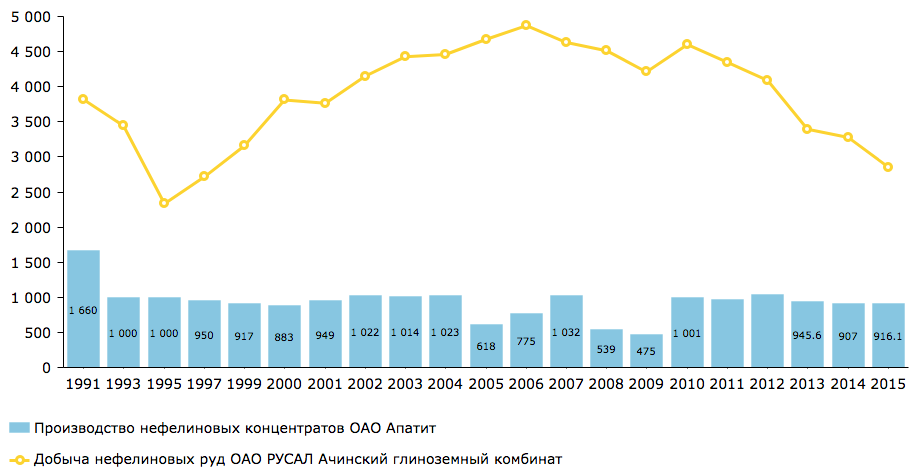 5 000
4 500
4 000
3 500
3 000
2 500
2 000
1 500
1 000
500
0
1 660 1 000 1 000 950 917 883 949 1 022 1 014 1 023 618 775 1 032 539 475 1 001 945.6 907 916.1
1991 1993 1995 1997 1999 2000 2001 2002 2003 2004 2005 2006 2007 2008 2009 2010 2011 2012 2013 2014 2015
Производство нефелиновых концентратов ОАО Апатит
Добыча нефелиновых руд ОАО РУСАЛ Ачинский глиноземный комбинат